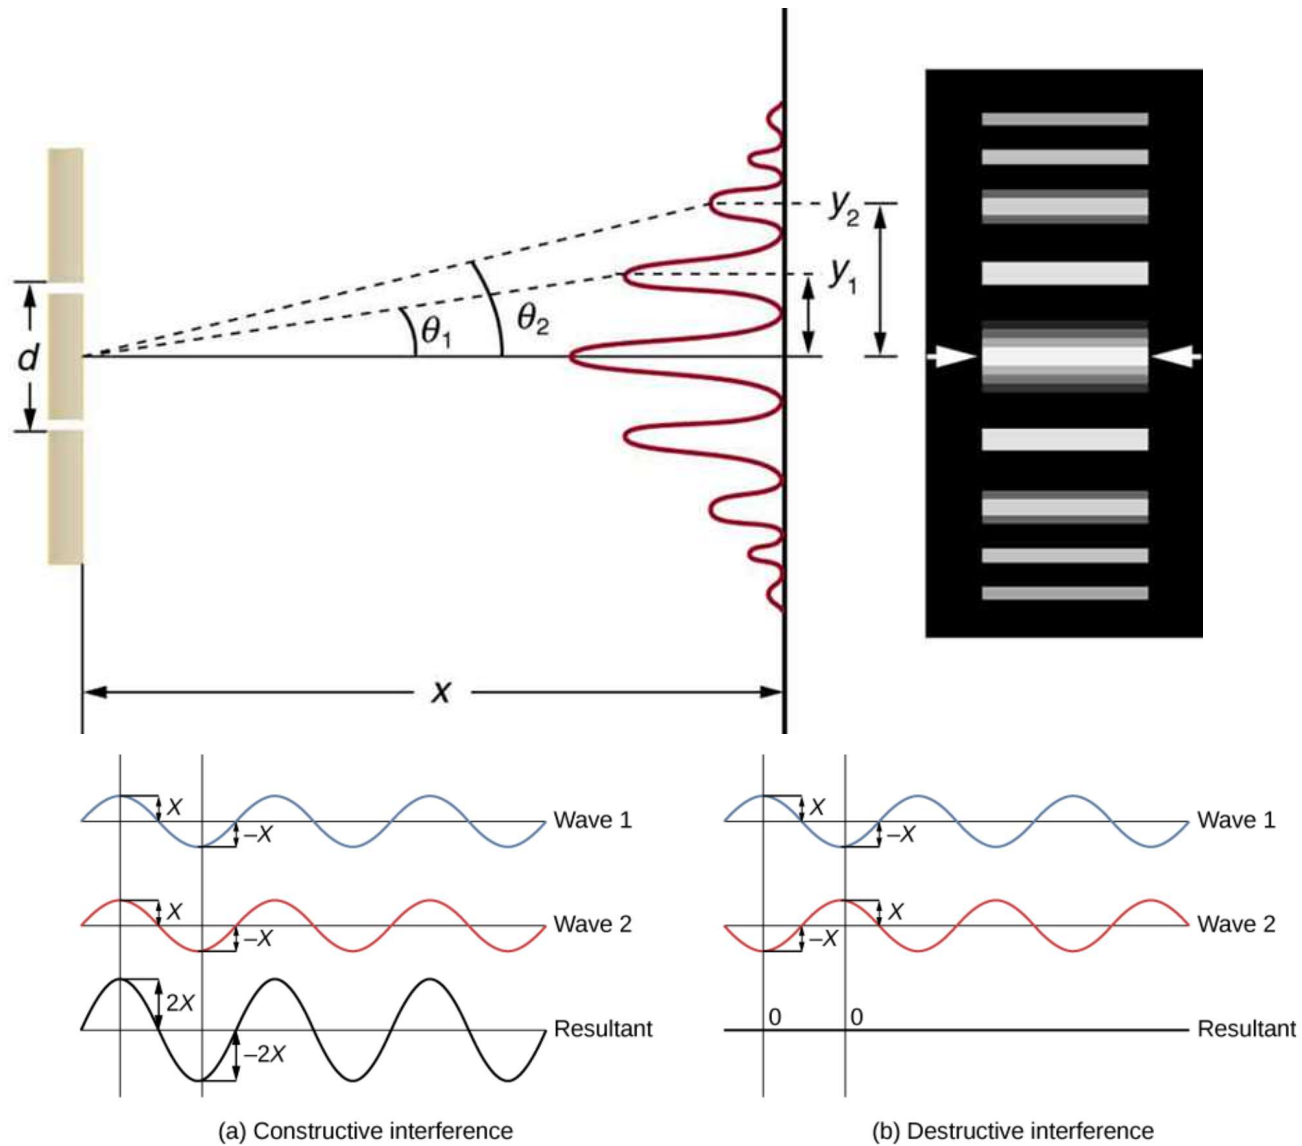 y₂
y₁
θ₁
θ₂
d
x
X
–X
Wave 1
X
–X
Wave 2
2X
–2X
Resultant
(a) Constructive interference
X
–X
Wave 1
X
–X
Wave 2
0
0
Resultant
(b) Destructive interference